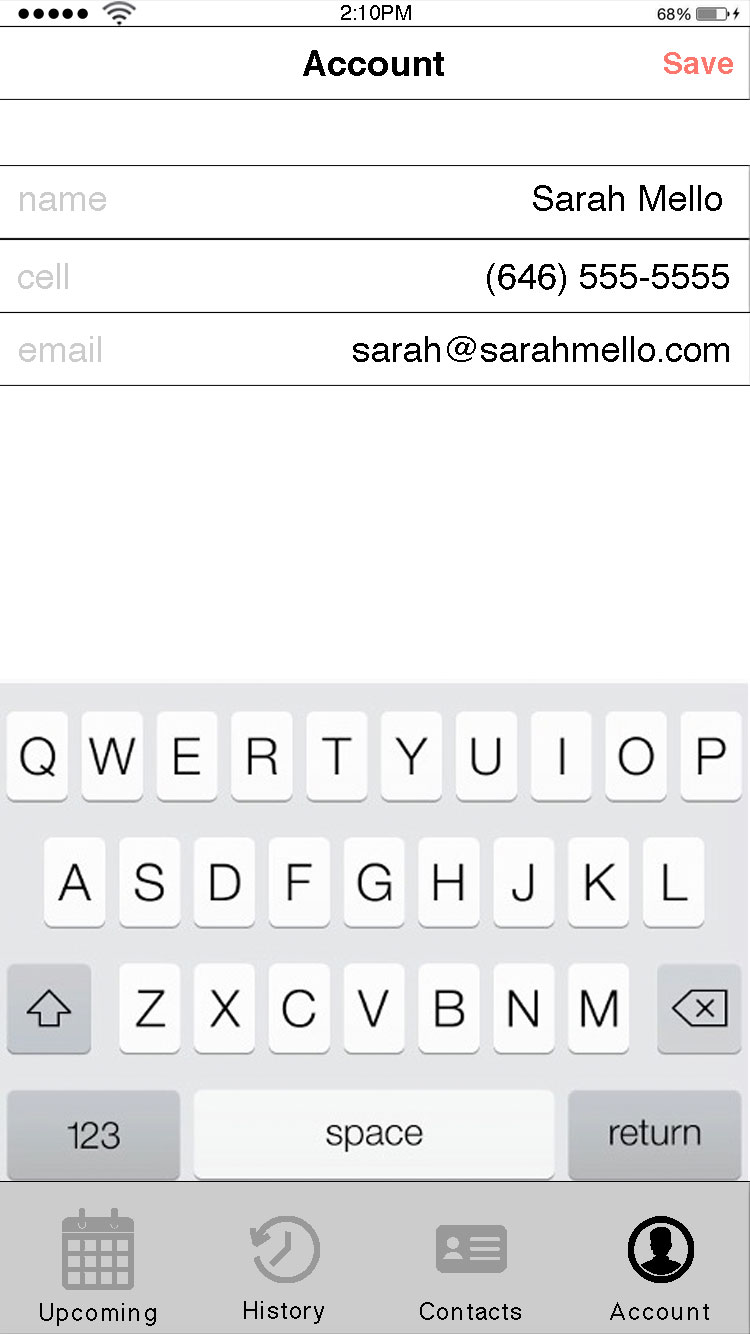 2:10PM 68%
Account Save
name Sarah Mello
cell (646) 555-5555
email sarah@sarahmello.com
Q W E R T Y U I O P
A S D F G H J K L
Z X C V B N M
123 space return
Upcoming History Contacts Account